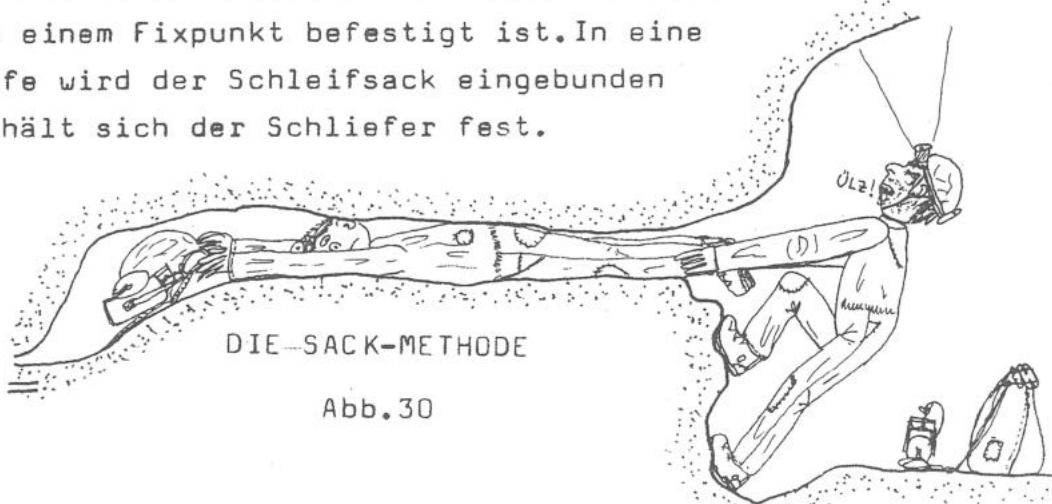 einem Fixpunkt befestigt ist.In eine
fe wird der Schleifsack eingebunden
hält sich der Schliefer fest.
ÜLZ!
DIE-SACK-METHODE
Abb.30